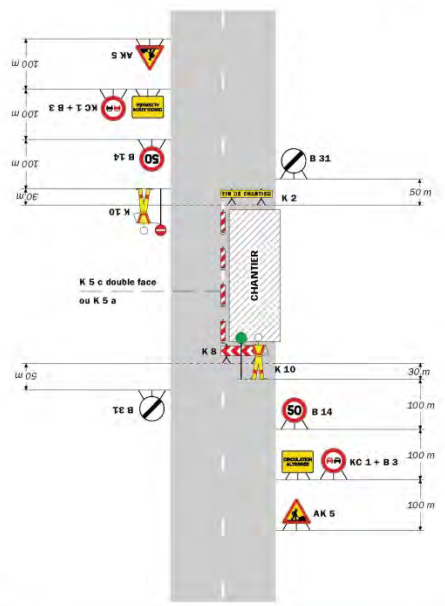 AK 5
100 m
CIRCULATION
ALTERNÉE
KC 1 + B 3
100 m
50
B 14
100 m
K 10
30 m
B 31
50 m
K 2
FIN DE CHANTIER
CHANTIER
K 5 c double face
ou K 5 a
K 8
K 10
30 m
50 m
B 31
50
B 14
100 m
CIRCULATION
ALTERNÉE
KC 1 + B 3
100 m
AK 5
100 m